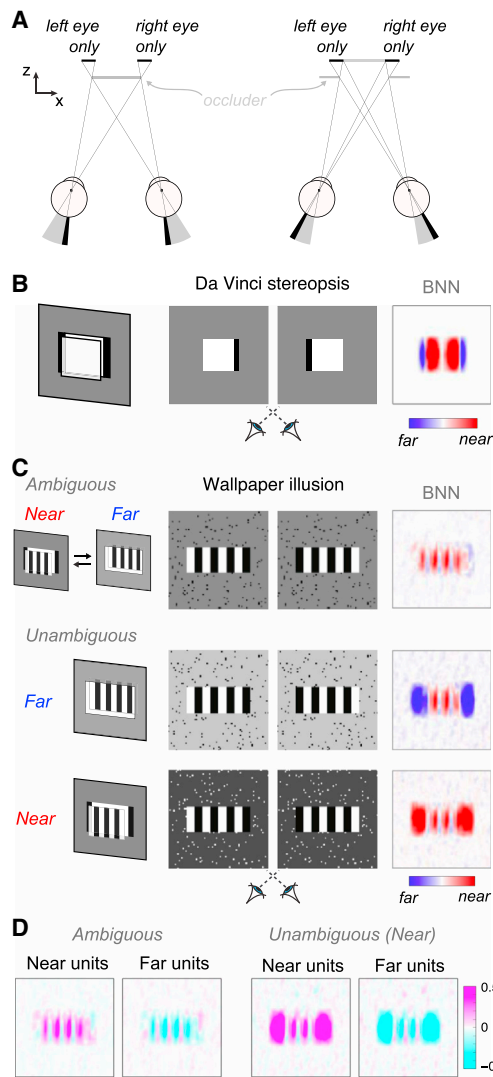 A
left eye only
right eye only
left eye only
right eye only
z
x
occluder
B
Da Vinci stereopsis
BNN
far
near
C
Ambiguous
Wallpaper illusion
BNN
Near
Far
Unambiguous
Far
Near
far
near
D
Ambiguous
Unambiguous (Near)
Near units
Far units
Near units
Far units
0.5
0